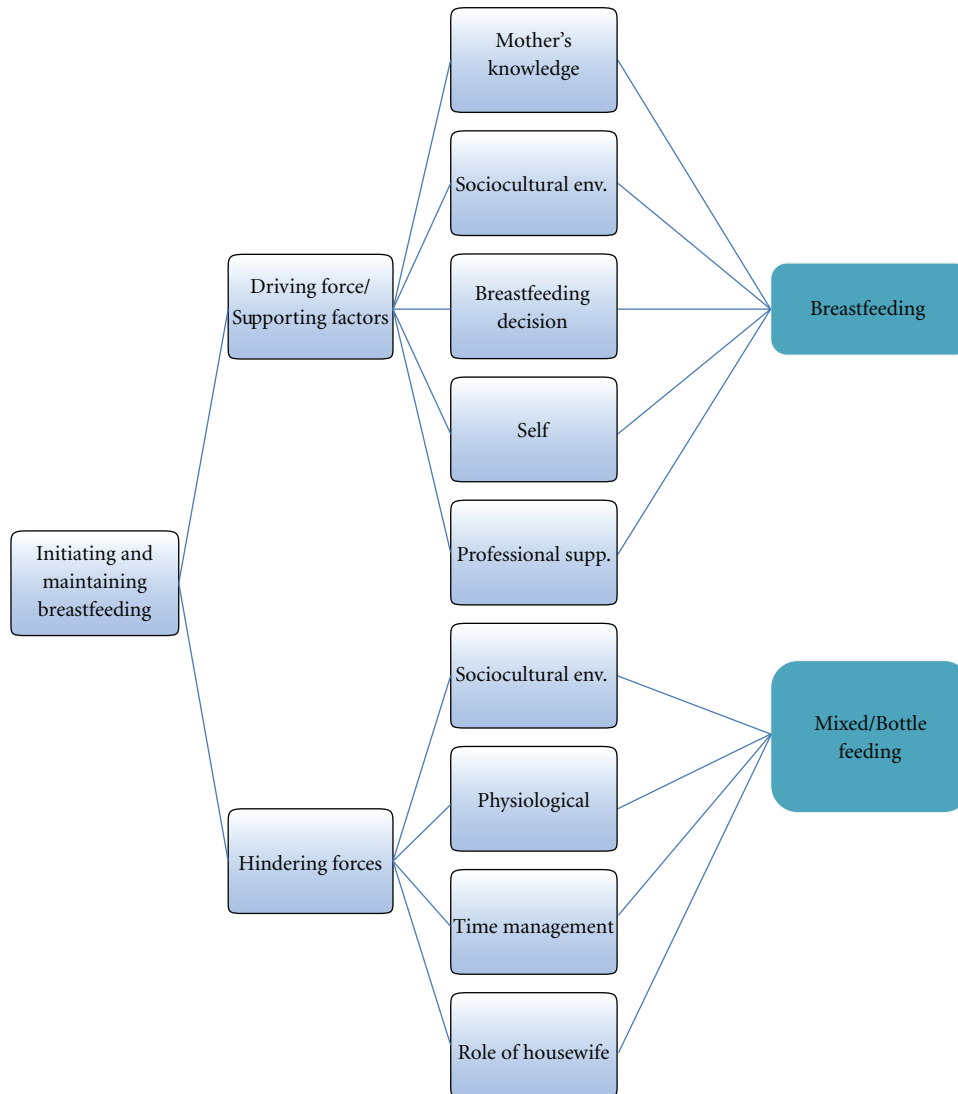 Mother's
knowledge
Sociocultural env.
Driving force/
Supporting factors
Breastfeeding
decision
Breastfeeding
Self
Professional supp.
Initiating and
maintaining
breastfeeding
Sociocultural env.
Mixed/Bottle
feeding
Physiological
Hindering forces
Time management
Role of housewife